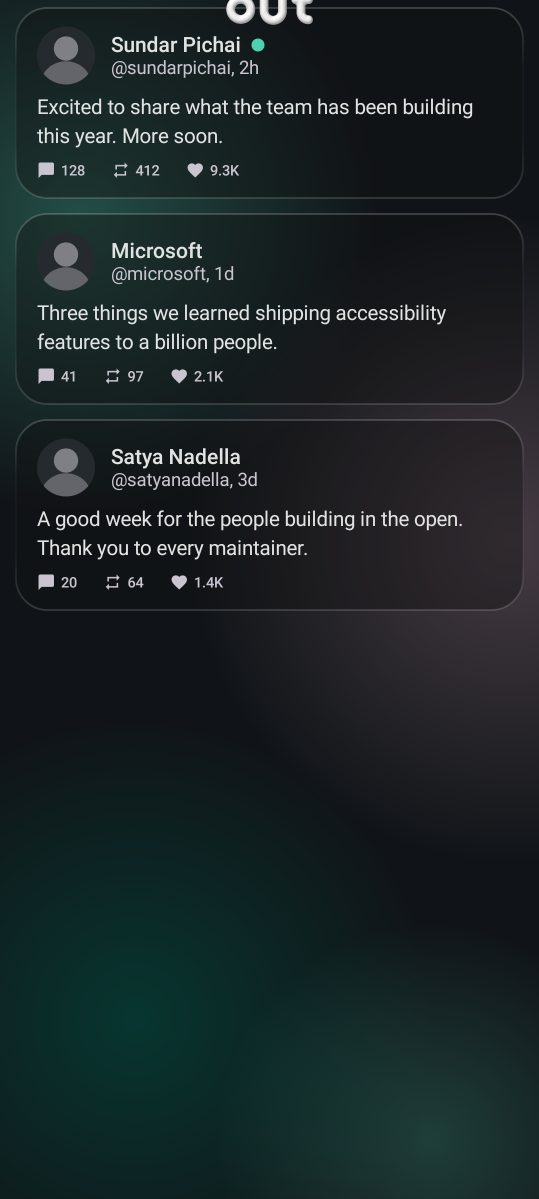 out
Sundar Pichai
@sundarpichai, 2h
Excited to share what the team has been building
this year. More soon.
128 412 9.3K
Microsoft
@microsoft, 1d
Three things we learned shipping accessibility
features to a billion people.
41 97 2.1K
Satya Nadella
@satyanadella, 3d
A good week for the people building in the open.
Thank you to every maintainer.
20 64 1.4K